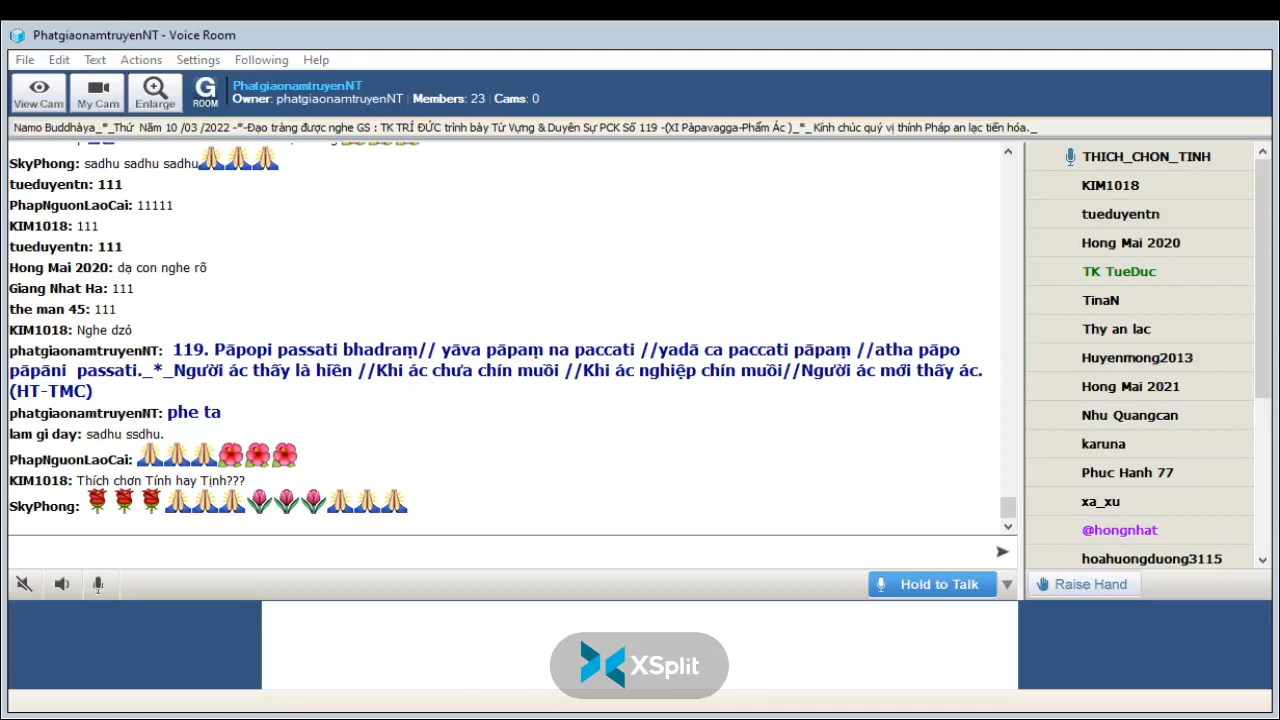 PhatgiaonamtruyenNT - Voice Room
File Edit Text Actions Settings Following Help
View Cam My Cam Enlarge G ROOM
PhatgiaonamtruyenNT
Owner: phatgiaonamtruyenNT Members: 23 Cams: 0
Namo Buddhàya_*_Thứ Năm 10 /03 /2022 -*-Đạo tràng được nghe GS : TK TRÍ ĐỨC trình bày Từ Vựng & Duyên Sự PCK Số 119 -(XI Pàpavagga-Phẩm Ác )_*_ Kính chúc quý vị thính Pháp an lạc tiến hóa._
SkyPhong: sadhu sadhu sadhu
tueduyentn: 111
PhapNguonLaoCai: 11111
KIM1018: 111
tueduyentn: 111
Hong Mai 2020: dạ con nghe rõ
Giang Nhat Ha: 111
the man 45: 111
KIM1018: Nghe dzỏ
phatgiaonamtruyenNT: 119. Pāpopi passati bhadraṃ// yāva pāpaṃ na paccati //yadā ca paccati pāpaṃ //atha pāpo
pāpāni passati._*_Người ác thấy là hiền //Khi ác chưa chín muồi //Khi ác nghiệp chín muồi//Người ác mới thấy ác.
(HT-TMC)
phatgiaonamtruyenNT: phe ta
lam gi day: sadhu ssdhu.
PhapNguonLaoCai:
KIM1018: Thích chơn Tính hay Tịnh???
SkyPhong:
THICH_CHON_TINH
KIM1018
tueduyentn
Hong Mai 2020
TK TueDuc
TinaN
Thy an lac
Huyenmong2013
Hong Mai 2021
Nhu Quangcan
karuna
Phuc Hanh 77
xa_xu
@hongnhat
hoahuongduong3115
Hold to Talk
Raise Hand
XSplit